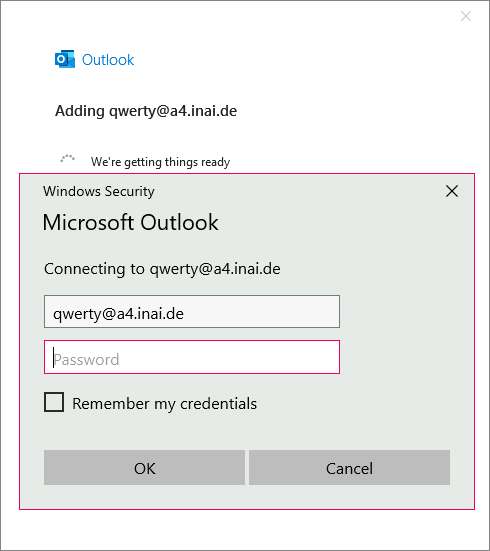 Outlook
Adding qwerty@a4.inai.de
We're getting things ready
Windows Security
Microsoft Outlook
Connecting to qwerty@a4.inai.de
qwerty@a4.inai.de
Password
Remember my credentials
OK
Cancel